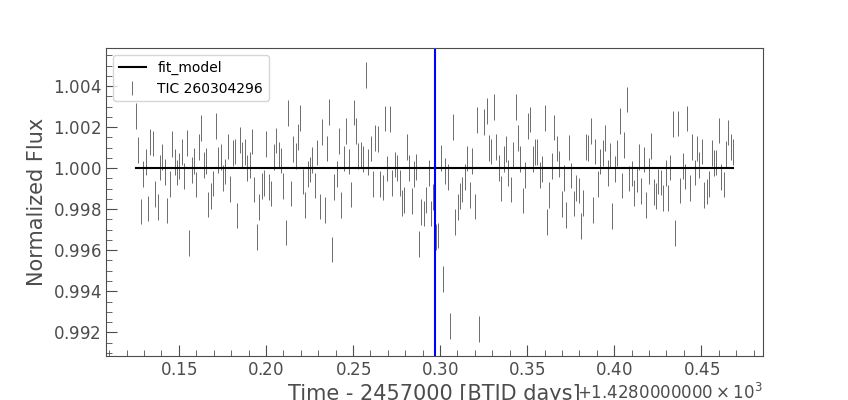 fit_model
TIC 260304296
1.004
1.002
1.000
0.998
0.996
0.994
0.992
Normalized Flux
0.15 0.20 0.25 0.30 0.35 0.40 0.45
Time - 2457000 [BTJD days]
+1.4280000000 × 10³